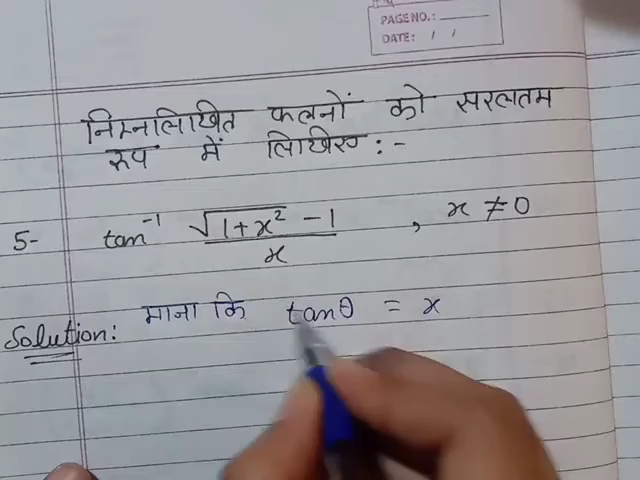 PAGE NO.:
DATE: / /
निम्नलिखित फलनों को सरलतम
रूप में लिखिए :-
5- tan⁻¹ (√(1+x²) - 1)/x , x ≠ 0
Solution: माना कि tanθ = x